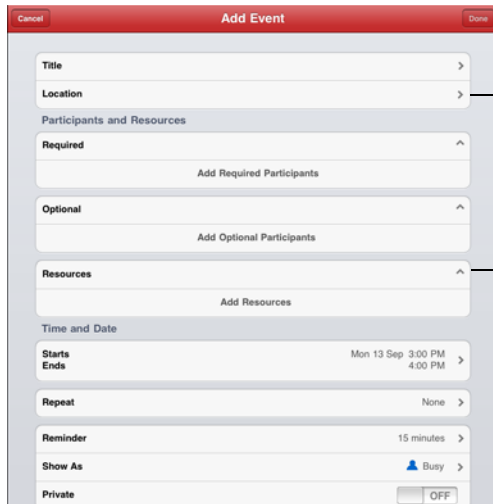 Cancel Add Event Done
Title
Location
Participants and Resources
Required
Add Required Participants
Optional
Add Optional Participants
Resources
Add Resources
Time and Date
Starts Mon 13 Sep 3:00 PM
Ends 4:00 PM
Repeat None
Reminder 15 minutes
Show As Busy
Private OFF